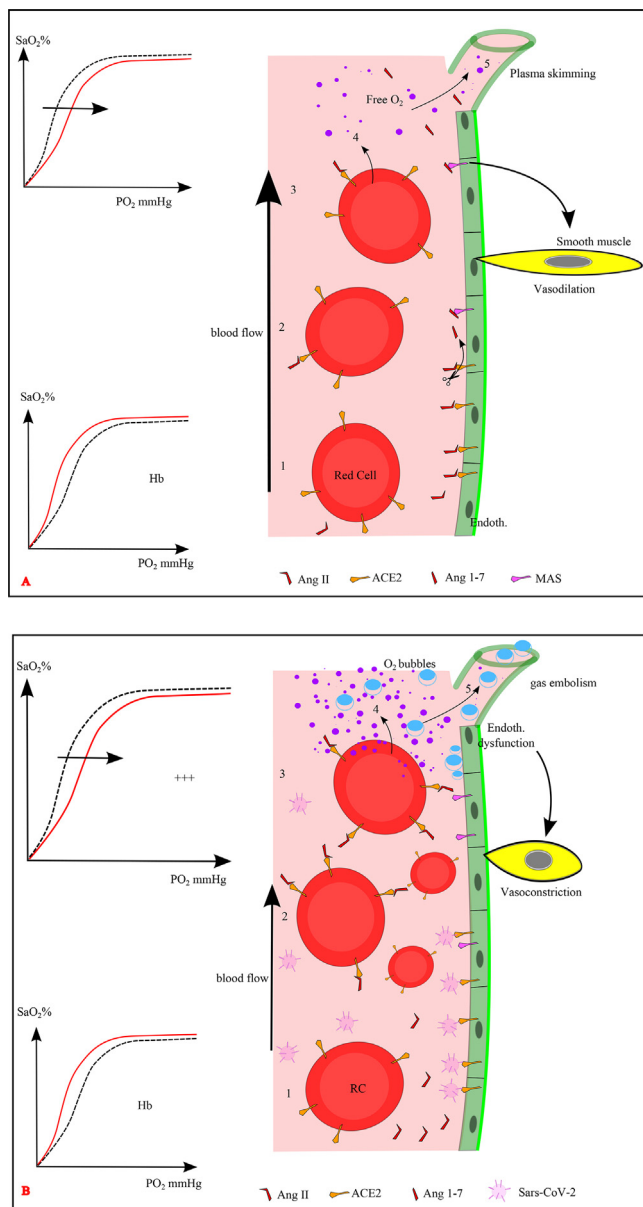 SaO2%
PO2 mmHg
5
Plasma skimming
Free O2
4
3
Smooth muscle
Vasodilation
blood flow
2
SaO2%
Hb
PO2 mmHg
1
Red Cell
Endoth.
A
Ang II
ACE2
Ang 1-7
MAS
SaO2%
+++
PO2 mmHg
O2 bubbles
5
gas embolism
4
Endoth.
dysfunction
3
Vasoconstriction
2
blood flow
SaO2%
Hb
PO2 mmHg
1
RC
B
Ang II
ACE2
Ang 1-7
Sars-CoV-2